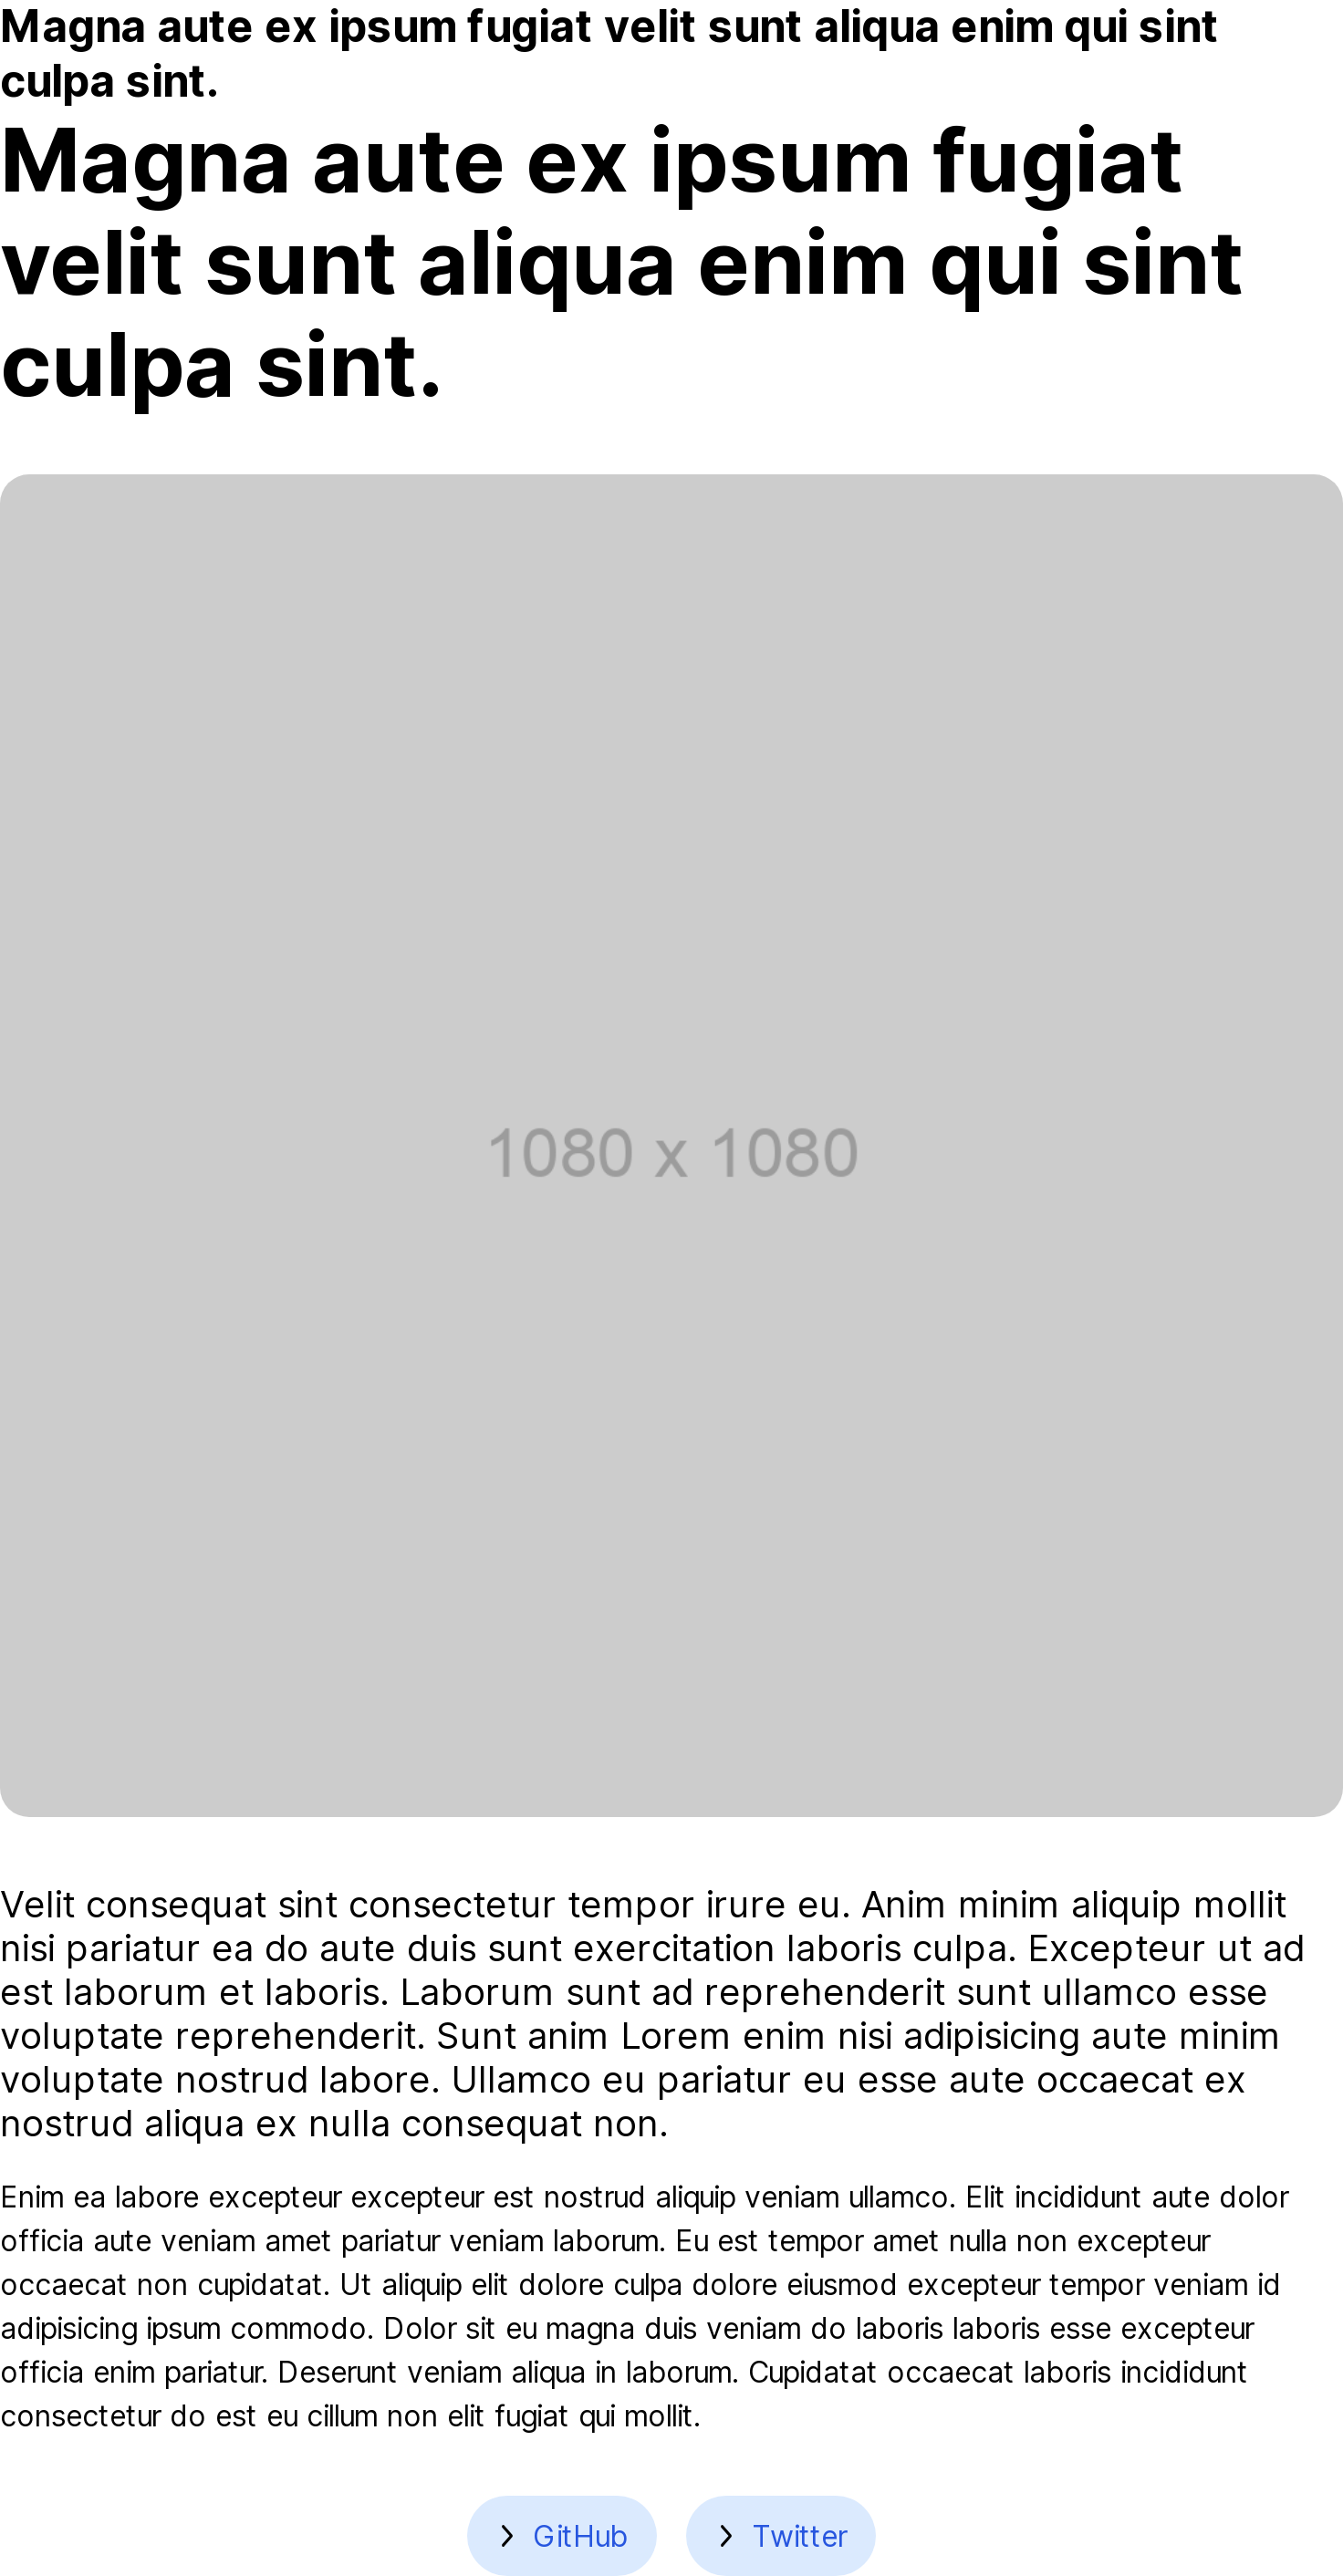 Magna aute ex ipsum fugiat velit sunt aliqua enim qui sint
culpa sint.
Magna aute ex ipsum fugiat
velit sunt aliqua enim qui sint
culpa sint.
1080 x 1080
Velit consequat sint consectetur tempor irure eu. Anim minim aliquip mollit
nisi pariatur ea do aute duis sunt exercitation laboris culpa. Excepteur ut ad
est laborum et laboris. Laborum sunt ad reprehenderit sunt ullamco esse
voluptate reprehenderit. Sunt anim Lorem enim nisi adipisicing aute minim
voluptate nostrud labore. Ullamco eu pariatur eu esse aute occaecat ex
nostrud aliqua ex nulla consequat non.
Enim ea labore excepteur excepteur est nostrud aliquip veniam ullamco. Elit incididunt aute dolor
officia aute veniam amet pariatur veniam laborum. Eu est tempor amet nulla non excepteur
occaecat non cupidatat. Ut aliquip elit dolore culpa dolore eiusmod excepteur tempor veniam id
adipisicing ipsum commodo. Dolor sit eu magna duis veniam do laboris laboris esse excepteur
officia enim pariatur. Deserunt veniam aliqua in laborum. Cupidatat occaecat laboris incididunt
consectetur do est eu cillum non elit fugiat qui mollit.
GitHub
Twitter